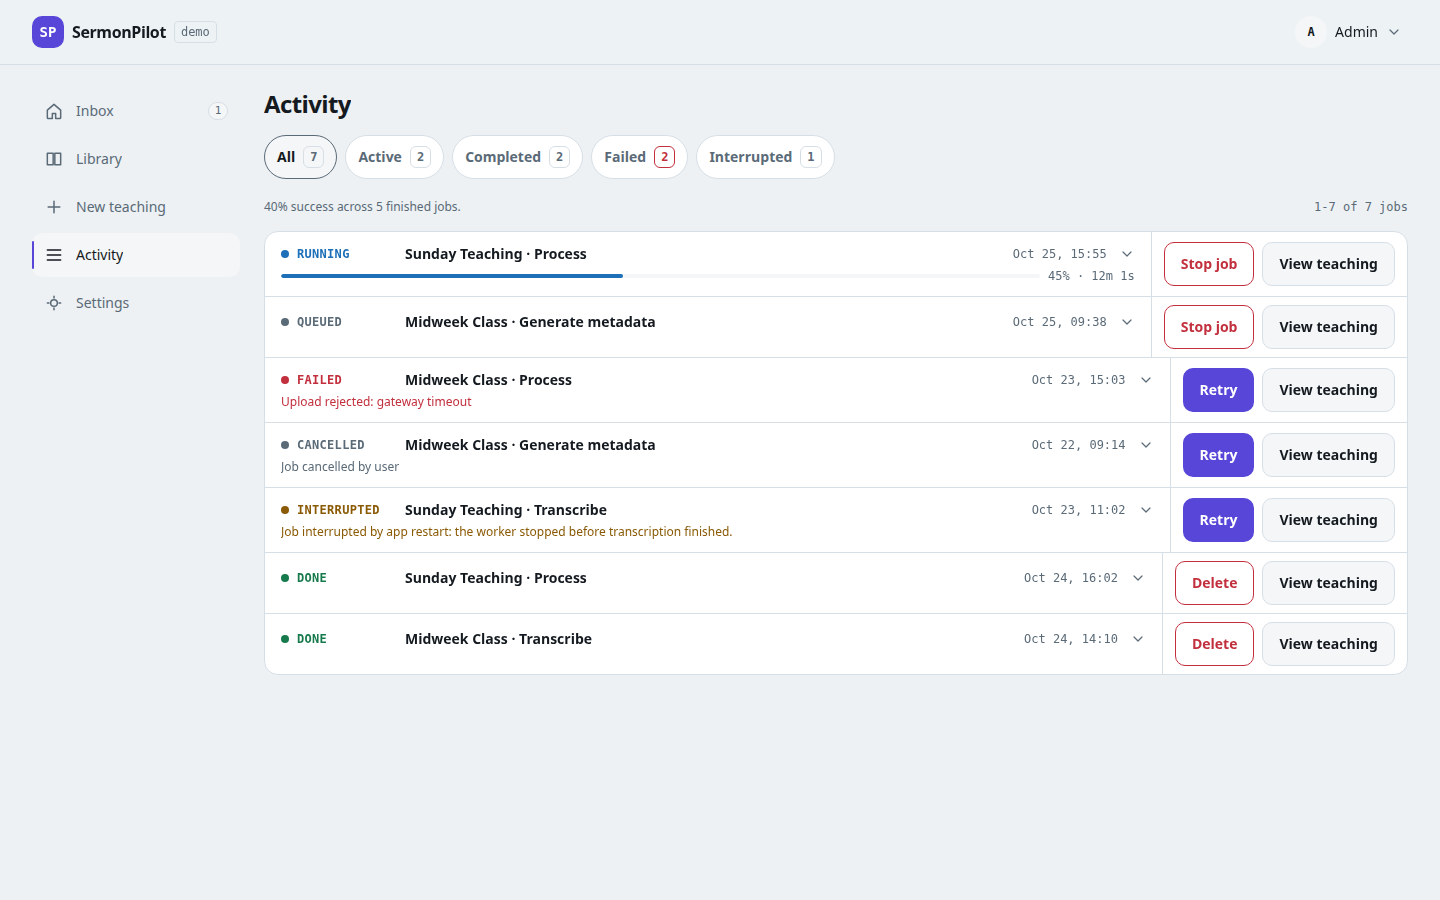 SP SermonPilot demo
A Admin
Inbox 1
Library
New teaching
Activity
Settings
Activity
All 7 Active 2 Completed 2 Failed 2 Interrupted 1
40% success across 5 finished jobs. 1-7 of 7 jobs
RUNNING Sunday Teaching · Process Oct 25, 15:55 Stop job View teaching
45% · 12m 1s
QUEUED Midweek Class · Generate metadata Oct 25, 09:38 Stop job View teaching
FAILED Midweek Class · Process Oct 23, 15:03 Retry View teaching
Upload rejected: gateway timeout
CANCELLED Midweek Class · Generate metadata Oct 22, 09:14 Retry View teaching
Job cancelled by user
INTERRUPTED Sunday Teaching · Transcribe Oct 23, 11:02 Retry View teaching
Job interrupted by app restart: the worker stopped before transcription finished.
DONE Sunday Teaching · Process Oct 24, 16:02 Delete View teaching
DONE Midweek Class · Transcribe Oct 24, 14:10 Delete View teaching